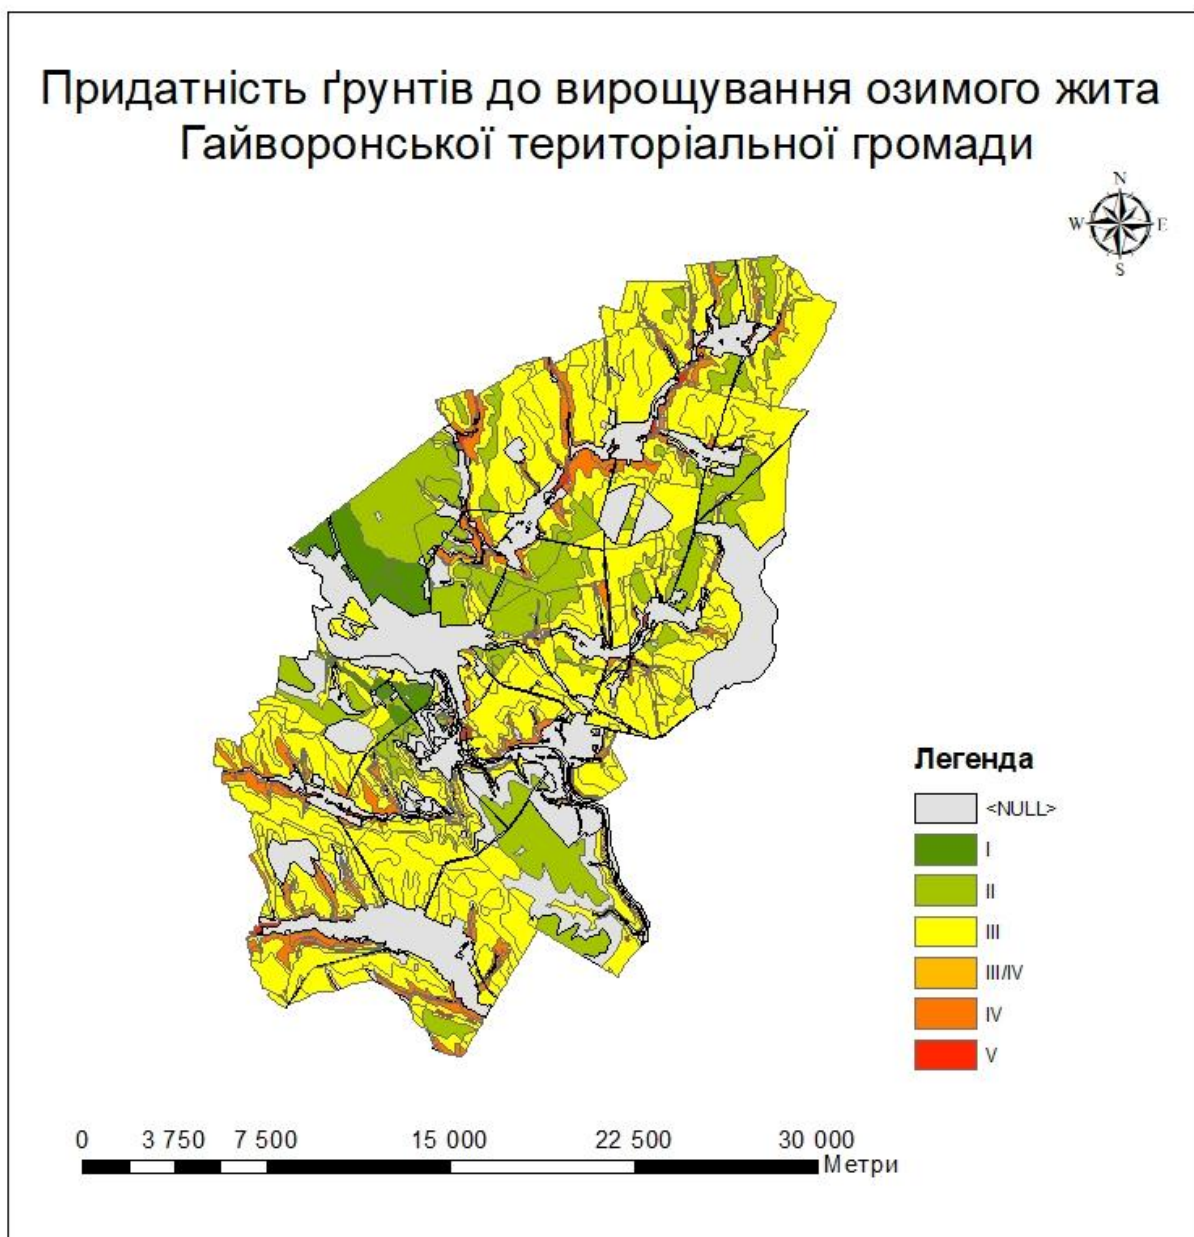 Придатність ґрунтів до вирощування озимого жита
Гайворонської територіальної громади
N
W E
S
Легенда
<NULL>
I
II
III
III/IV
IV
V
0 3 750 7 500 15 000 22 500 30 000
Метри